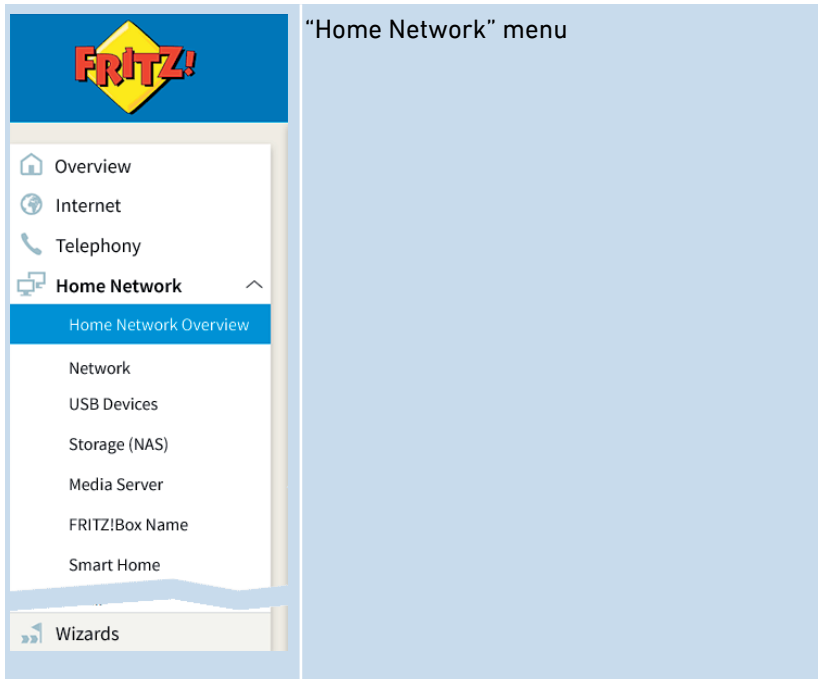 FRITZ!
“Home Network” menu
Overview
Internet
Telephony
Home Network
Home Network Overview
Network
USB Devices
Storage (NAS)
Media Server
FRITZ!Box Name
Smart Home
Wizards